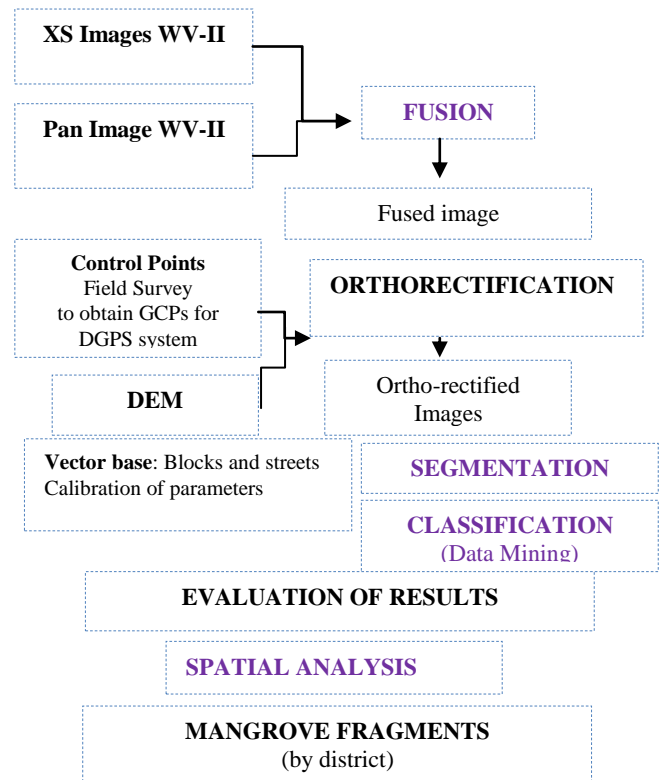 XS Images WV-II
Pan Image WV-II
FUSION
Fused image
Control Points
Field Survey
to obtain GCPs for
DGPS system
ORTHORECTIFICATION
DEM
Ortho-rectified
Images
Vector base: Blocks and streets
Calibration of parameters
SEGMENTATION
CLASSIFICATION
(Data Mining)
EVALUATION OF RESULTS
SPATIAL ANALYSIS
MANGROVE FRAGMENTS
(by district)